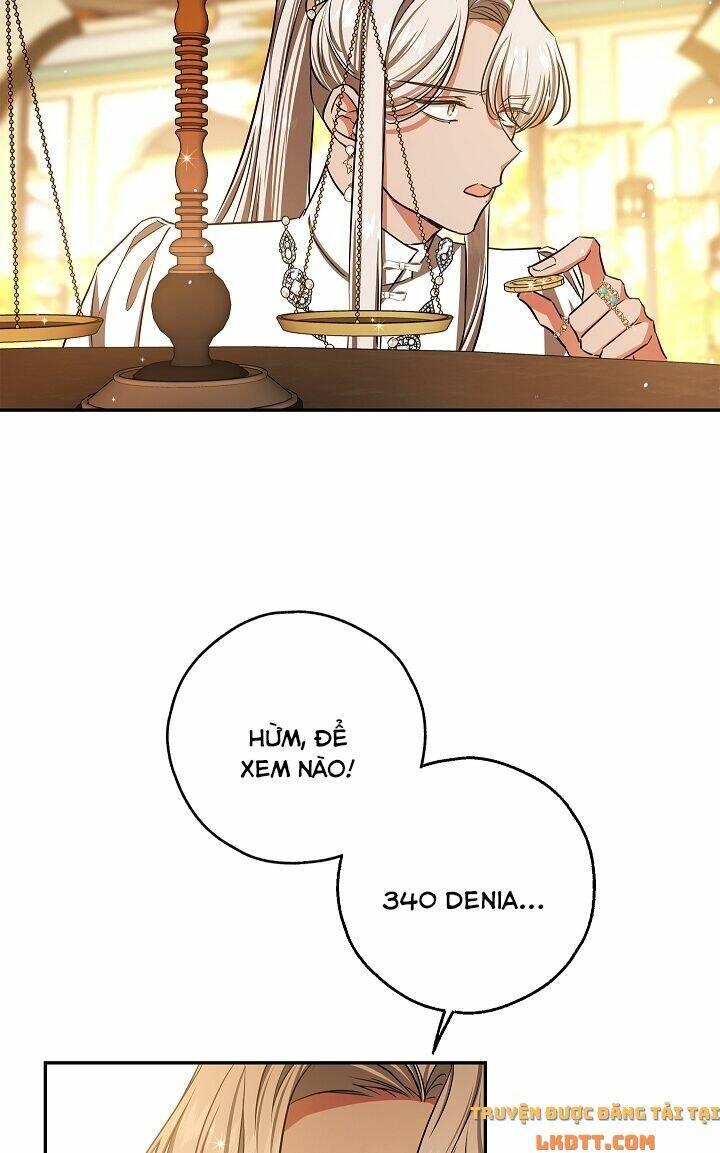 HỪM, ĐỂ
XEM NÀO!
340 DENIA...
TRUYỆN ĐƯỢC ĐĂNG TẢI TẠI
LKDTT.COM